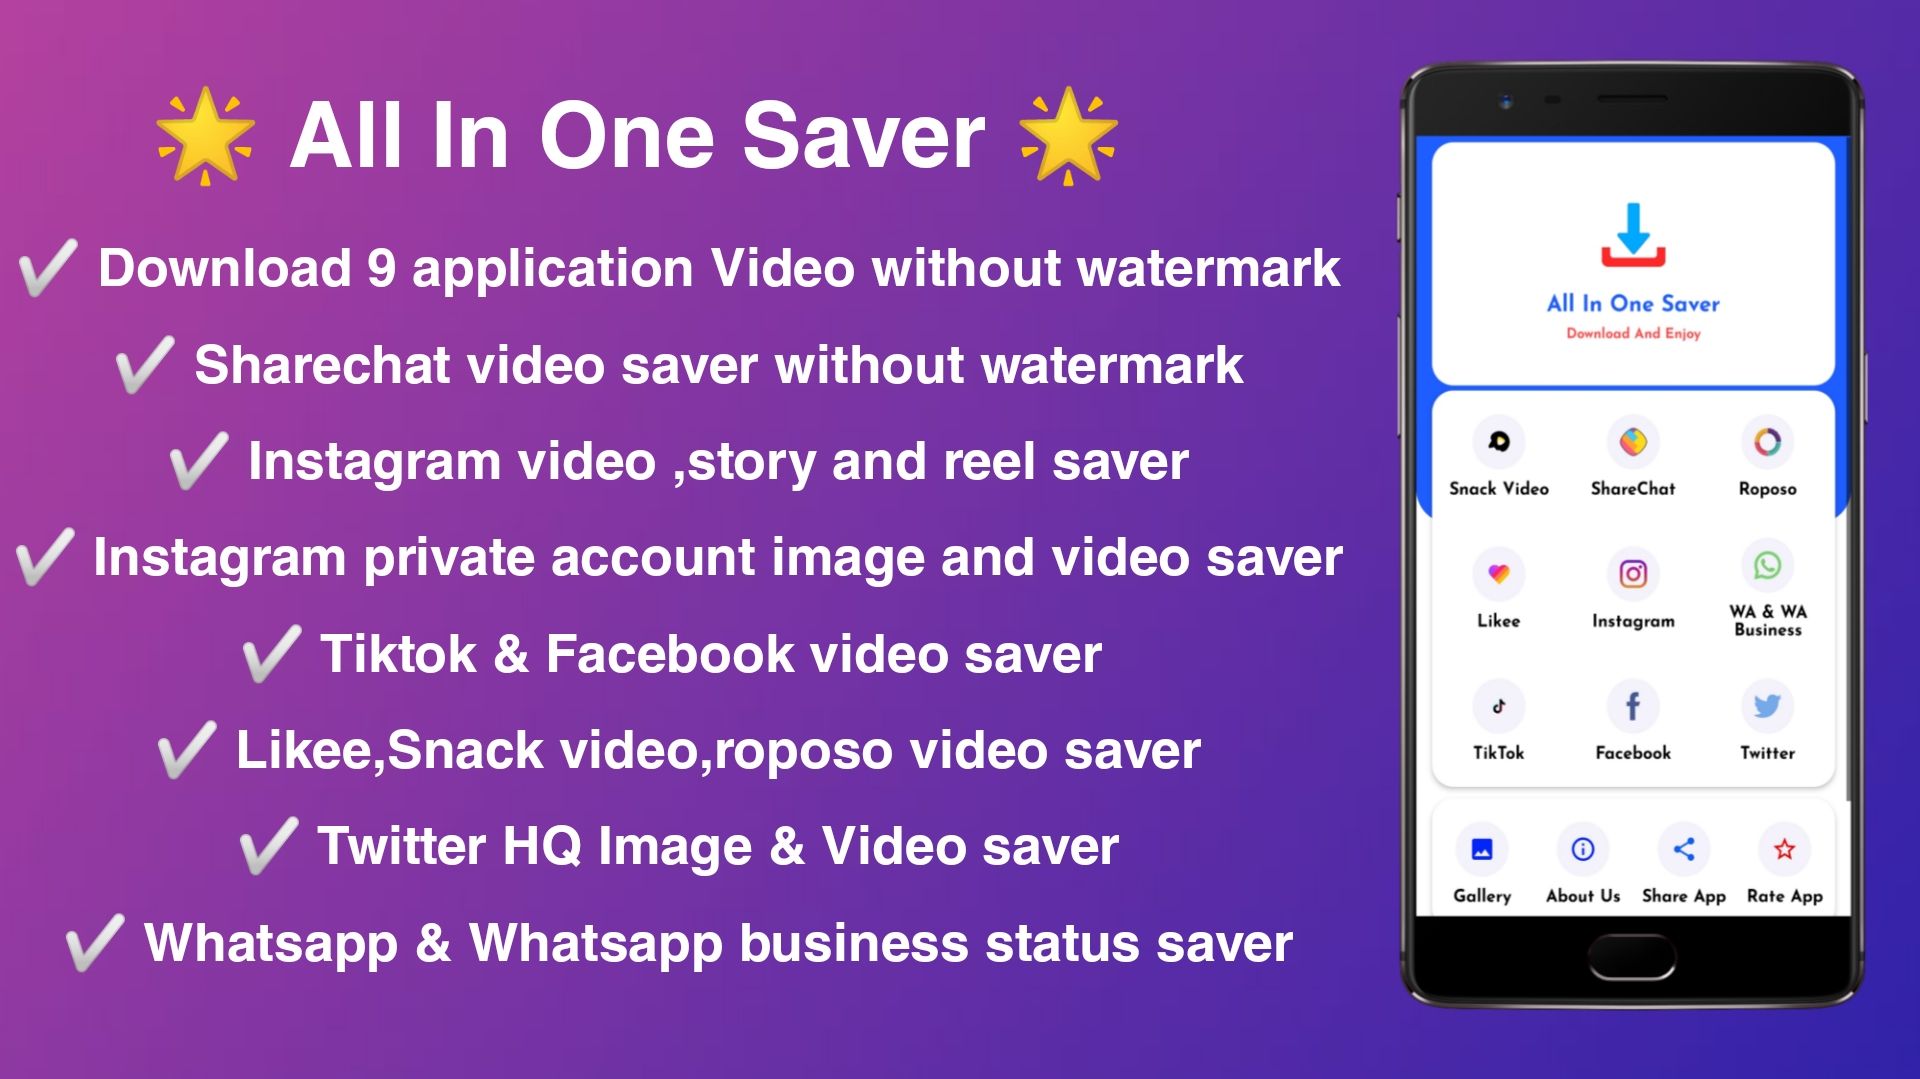 🌟 All In One Saver 🌟
✔ Download 9 application Video without watermark
✔ Sharechat video saver without watermark
✔ Instagram video ,story and reel saver
✔ Instagram private account image and video saver
✔ Tiktok & Facebook video saver
✔ Likee,Snack video,roposo video saver
✔ Twitter HQ Image & Video saver
✔ Whatsapp & Whatsapp business status saver
All In One Saver
Download And Enjoy
Snack Video ShareChat Roposo
Likee Instagram WA & WA
Business
TikTok Facebook Twitter
Gallery About Us Share App Rate App